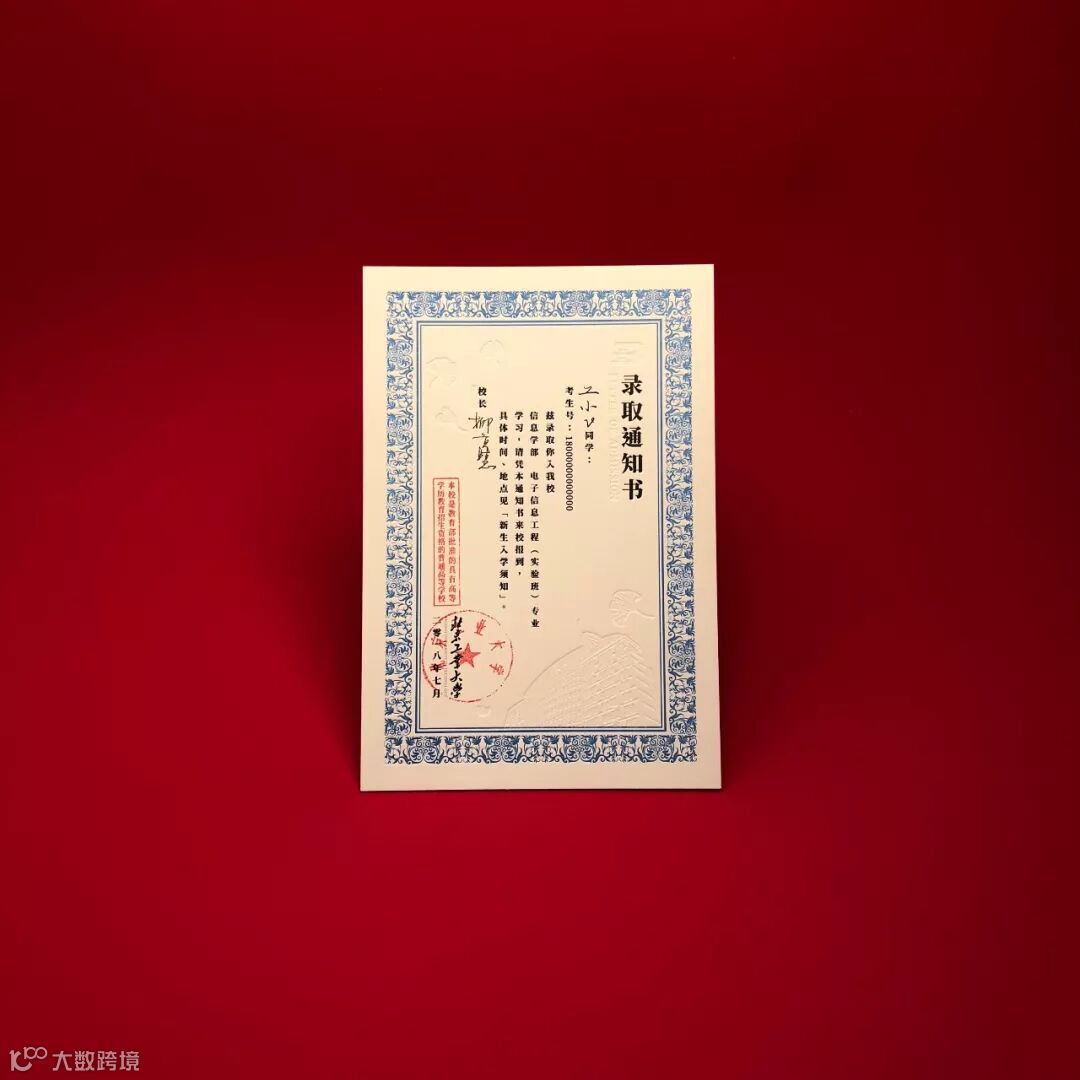 录取通知书
工小飞同学：
考生号：18000000000000
兹录取你入我校
信息学部 电子信息工程（实验班）专业
学习，请凭本通知书来校报到，
具体时间、地点见「新生入学须知」。
校长
本校是教育部批准的具有高等
学历教育招生资格的普通高等学校
北京工业大学
二零一八年七月
大数跨境